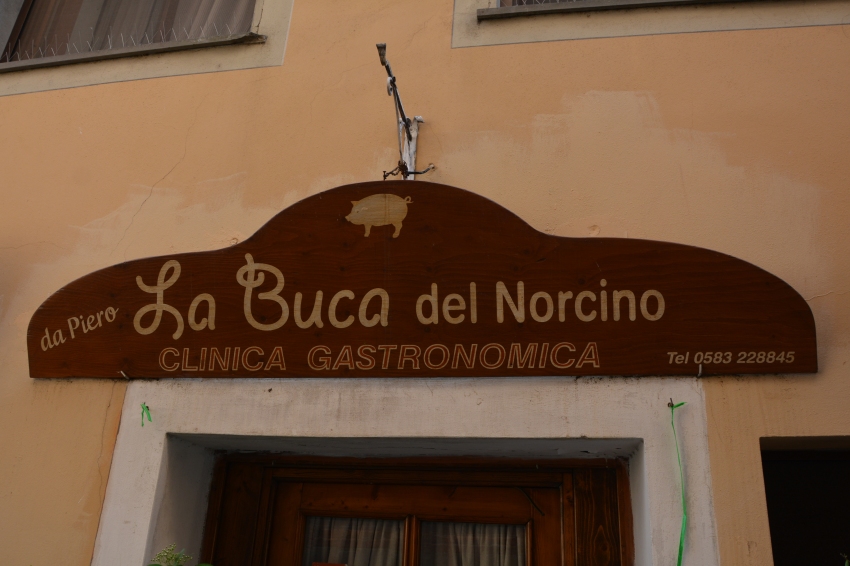 da Piero
La Buca del Norcino
CLINICA GASTRONOMICA
Tel 0583 228845